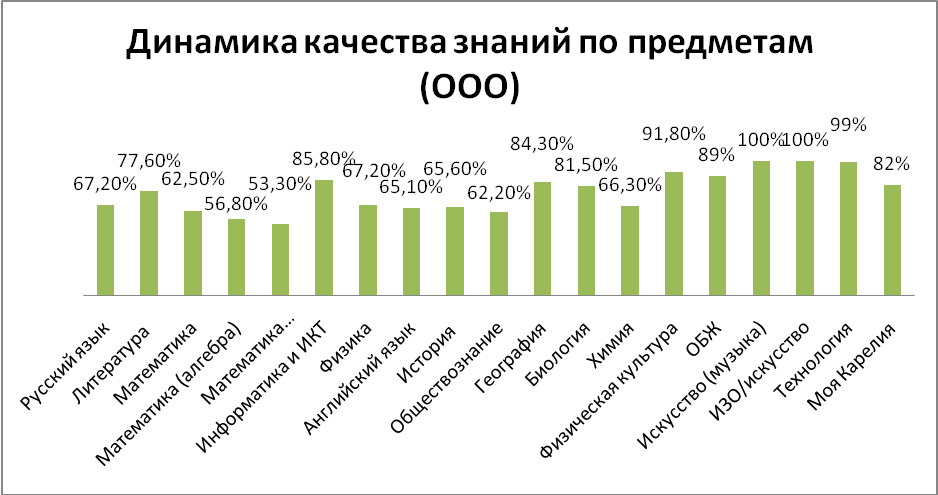 Динамика качества знаний по предметам
(ООО)
67,20%
77,60%
62,50%
56,80%
53,30%
85,80%
67,20%
65,10%
65,60%
62,20%
84,30%
81,50%
66,30%
91,80%
89%
100%
100%
99%
82%
Русский язык
Литература
Математика
Математика (алгебра)
Математика...
Информатика и ИКТ
Физика
Английский язык
История
Обществознание
География
Биология
Химия
Физическая культура
ОБЖ
Искусство (музыка)
ИЗО/искусство
Технология
Моя Карелия